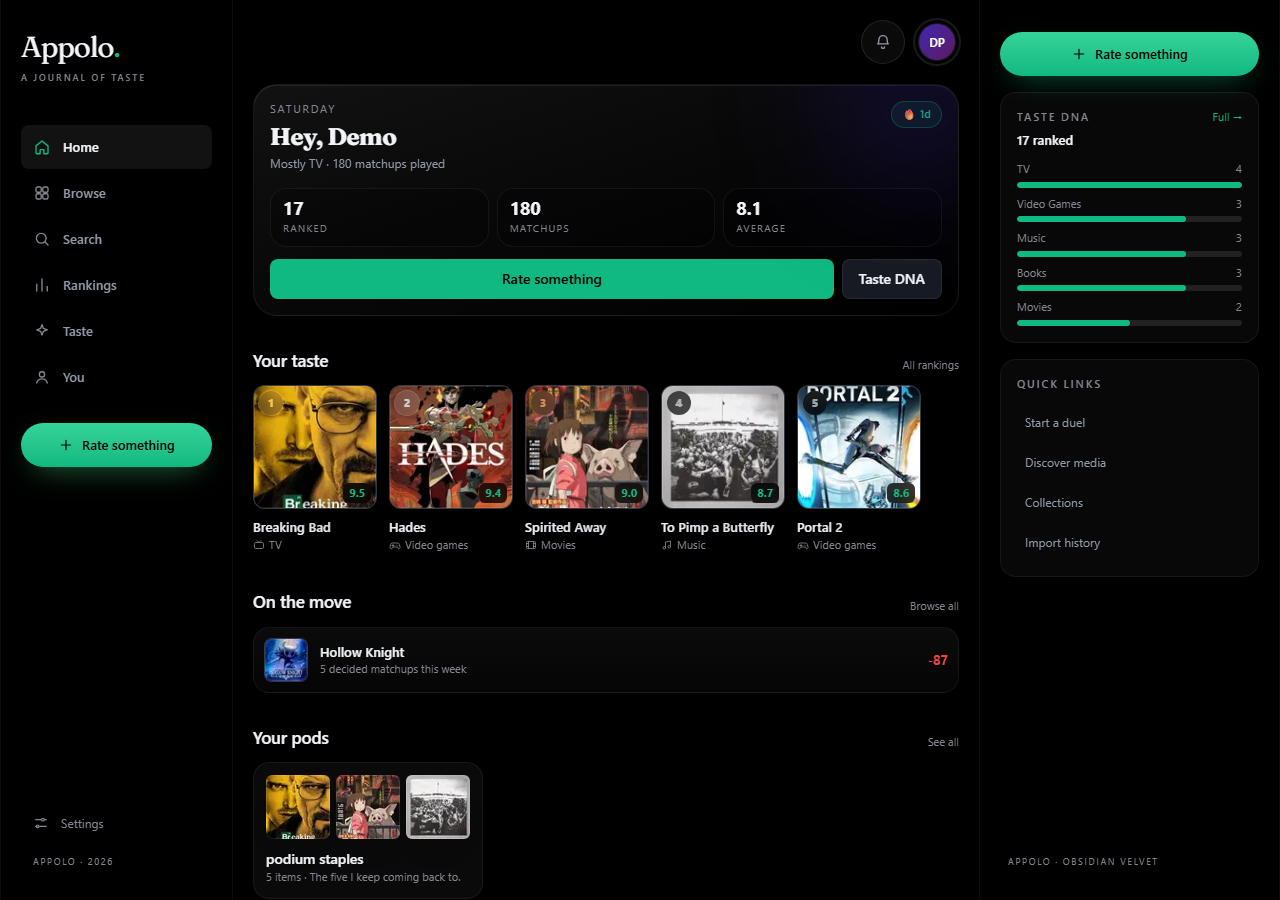 Appolo.
A JOURNAL OF TASTE
Home
Browse
Search
Rankings
Taste
You
Rate something
Settings
APPOLO · 2026
DP
SATURDAY
1d
Hey, Demo
Mostly TV · 180 matchups played
17
RANKED
180
MATCHUPS
8.1
AVERAGE
Rate something
Taste DNA
Your taste
All rankings
1
Breaking
9.5
Breaking Bad
TV
2
HADES
9.4
Hades
Video games
3
9.0
Spirited Away
Movies
4
8.7
To Pimp a Butterfly
Music
PORTAL 2
5
8.6
Portal 2
Video games
On the move
Browse all
HOLLOW KNIGHT
Hollow Knight
5 decided matchups this week
-87
Your pods
See all
Breaking
podium staples
5 items · The five I keep coming back to.
Rate something
TASTE DNA
Full →
17 ranked
TV 4
Video Games 3
Music 3
Books 3
Movies 2
QUICK LINKS
Start a duel
Discover media
Collections
Import history
APPOLO · OBSIDIAN VELVET